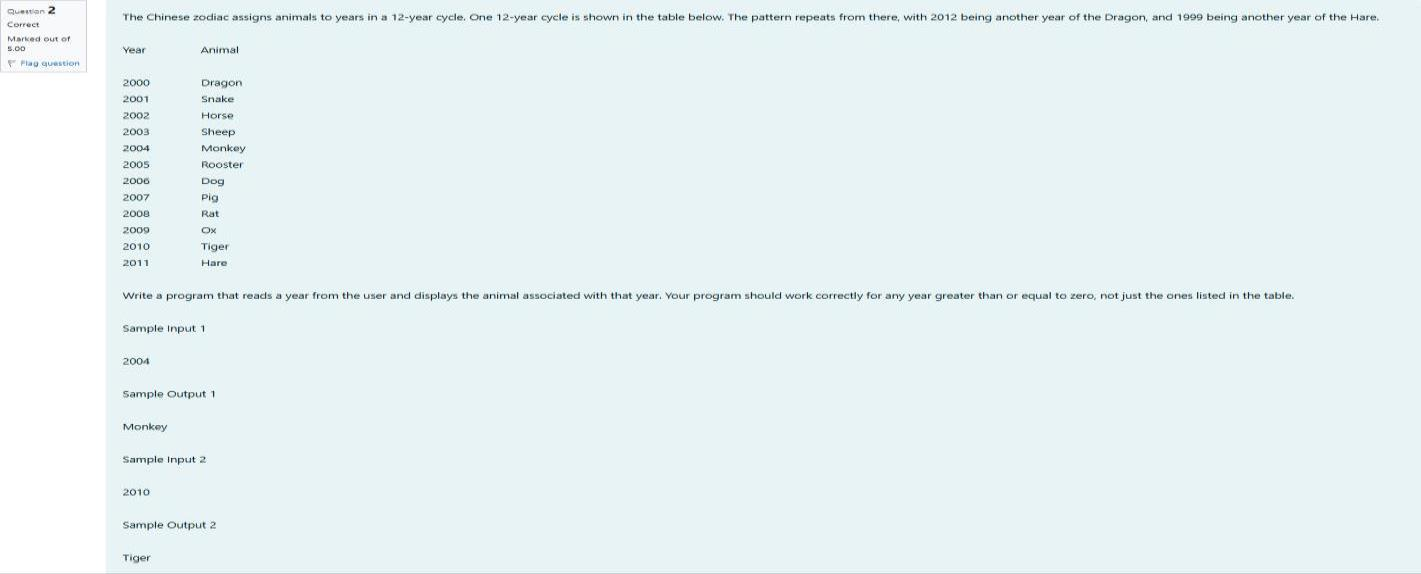 Question 2
Correct
Marked out of
5.00
Flag question
The Chinese zodiac assigns animals to years in a 12-year cycle. One 12-year cycle is shown in the table below. The pattern repeats from there, with 2012 being another year of the Dragon, and 1999 being another year of the Hare.
Year Animal
2000 Dragon
2001 Snake
2002 Horse
2003 Sheep
2004 Monkey
2005 Rooster
2006 Dog
2007 Pig
2008 Rat
2009 Ox
2010 Tiger
2011 Hare
Write a program that reads a year from the user and displays the animal associated with that year. Your program should work correctly for any year greater than or equal to zero, not just the ones listed in the table.
Sample Input 1
2004
Sample Output 1
Monkey
Sample Input 2
2010
Sample Output 2
Tiger